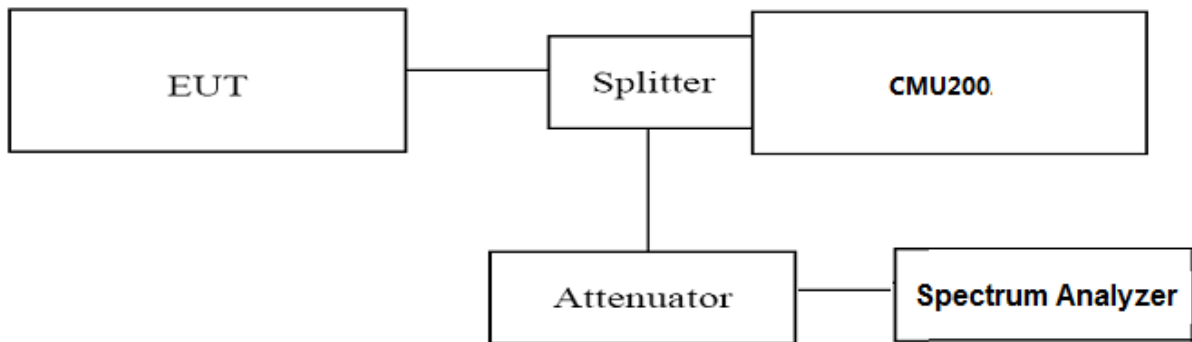 EUT
Splitter
CMU200
Attenuator
Spectrum Analyzer